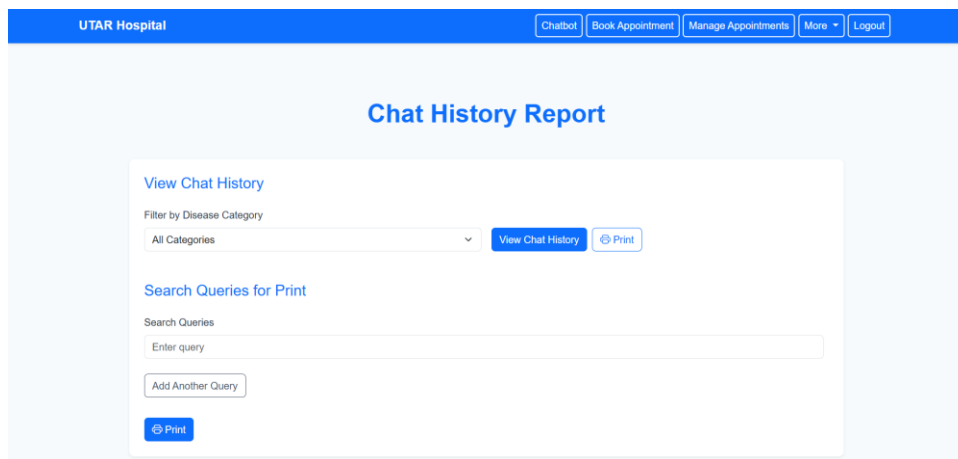 UTAR Hospital Chatbot Book Appointment Manage Appointments More Logout
Chat History Report
View Chat History
Filter by Disease Category
All Categories View Chat History Print
Search Queries for Print
Search Queries
Enter query
Add Another Query
Print